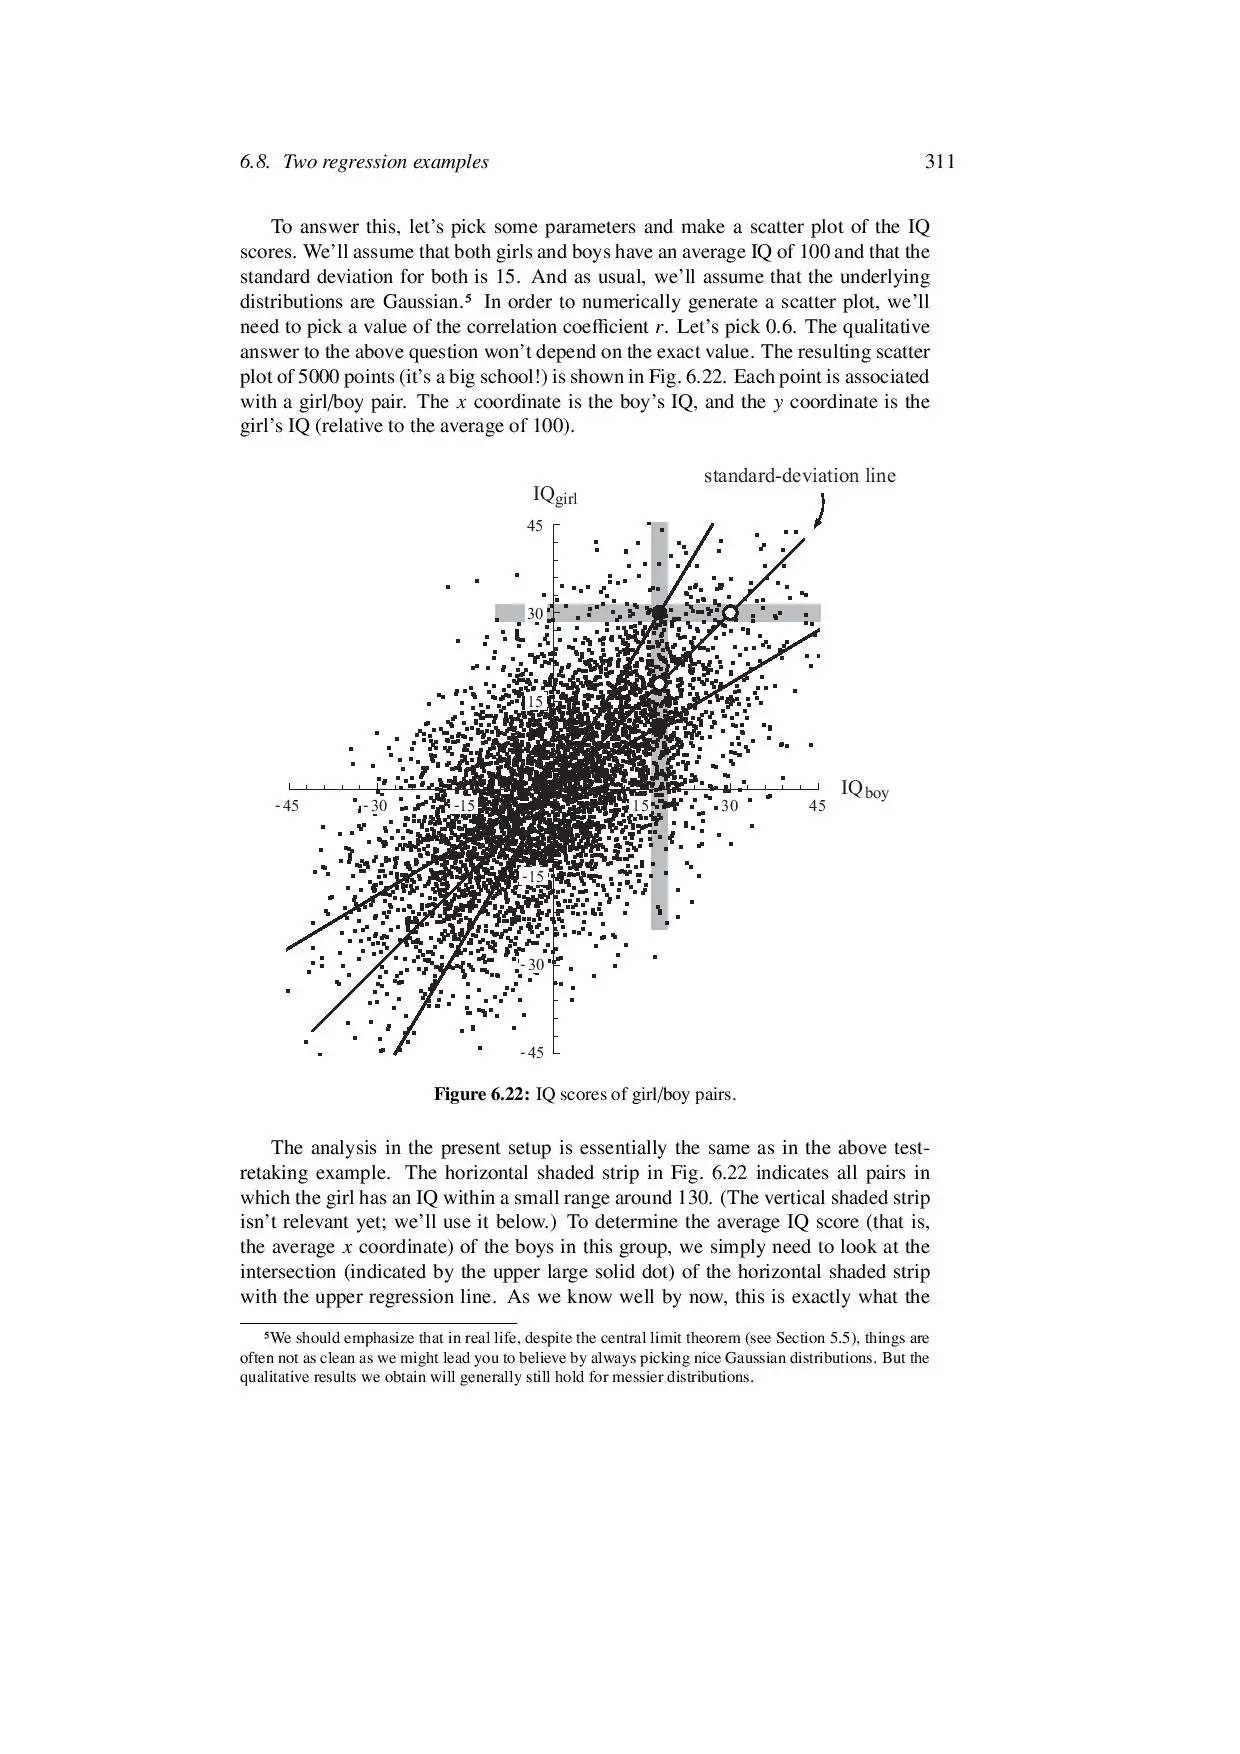 6.8. Two regression examples 311
To answer this, let's pick some parameters and make a scatter plot of the IQ
scores. We'll assume that both girls and boys have an average IQ of 100 and that the
standard deviation for both is 15. And as usual, we'll assume that the underlying
distributions are Gaussian.5 In order to numerically generate a scatter plot, we'll
need to pick a value of the correlation coefficient r. Let's pick 0.6. The qualitative
answer to the above question won't depend on the exact value. The resulting scatter
plot of 5000 points (it's a big school!) is shown in Fig. 6.22. Each point is associated
with a girl/boy pair. The x coordinate is the boy's IQ, and the y coordinate is the
girl's IQ (relative to the average of 100).
standard-deviation line
IQgirl
45
30
15
IQboy
-45 -30 -15 15 30 45
-15
-30
-45
Figure 6.22: IQ scores of girl/boy pairs.
The analysis in the present setup is essentially the same as in the above test-
retaking example. The horizontal shaded strip in Fig. 6.22 indicates all pairs in
which the girl has an IQ within a small range around 130. (The vertical shaded strip
isn't relevant yet; we'll use it below.) To determine the average IQ score (that is,
the average x coordinate) of the boys in this group, we simply need to look at the
intersection (indicated by the upper large solid dot) of the horizontal shaded strip
with the upper regression line. As we know well by now, this is exactly what the
5We should emphasize that in real life, despite the central limit theorem (see Section 5.5), things are
often not as clean as we might lead you to believe by always picking nice Gaussian distributions. But the
qualitative results we obtain will generally still hold for messier distributions.